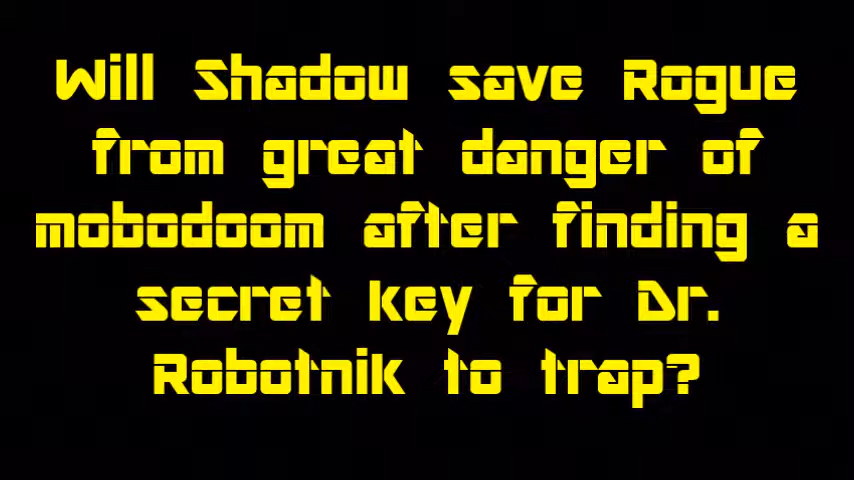 Will Shadow save Rogue
from great danger of
mobodoom after finding a
secret key for Dr.
Robotnik to trap?